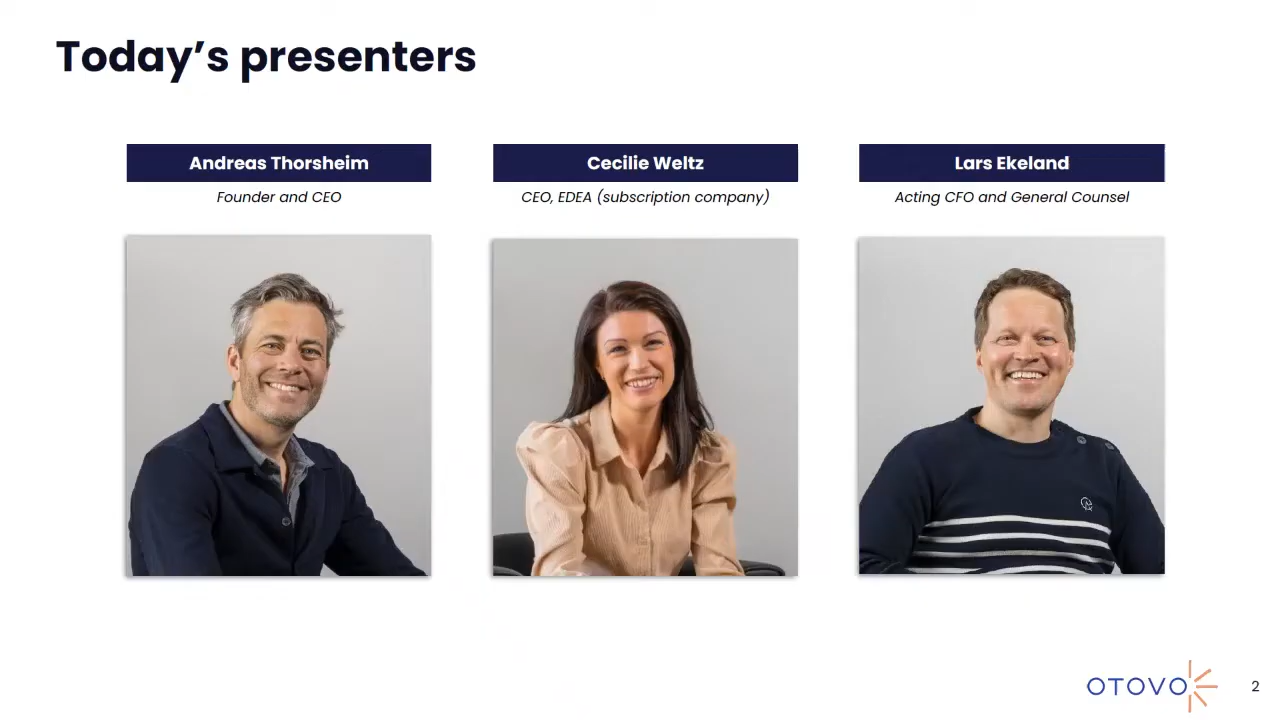 Today’s presenters
Andreas Thorsheim
Founder and CEO
Cecilie Weltz
CEO, EDEA (subscription company)
Lars Ekeland
Acting CFO and General Counsel
OTOVO
2